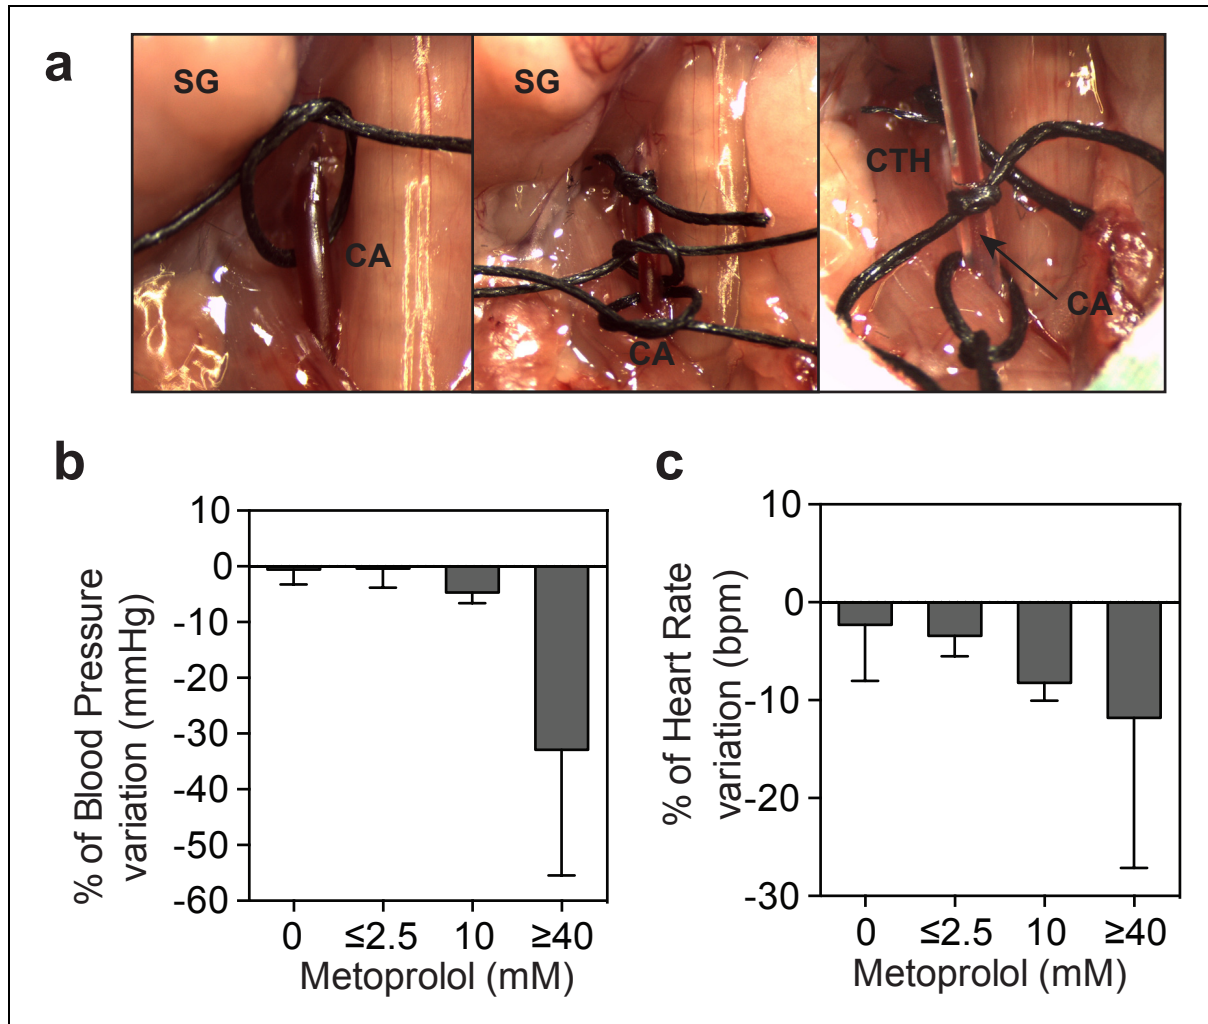 a
SG
CA
SG
CA
CTH
CA
b
% of Blood Pressure
variation (mmHg)
10
0
-10
-20
-30
-40
-50
-60
0 ≤2.5 10 ≥40
Metoprolol (mM)
c
% of Heart Rate
variation (bpm)
10
0
-10
-20
-30
0 ≤2.5 10 ≥40
Metoprolol (mM)